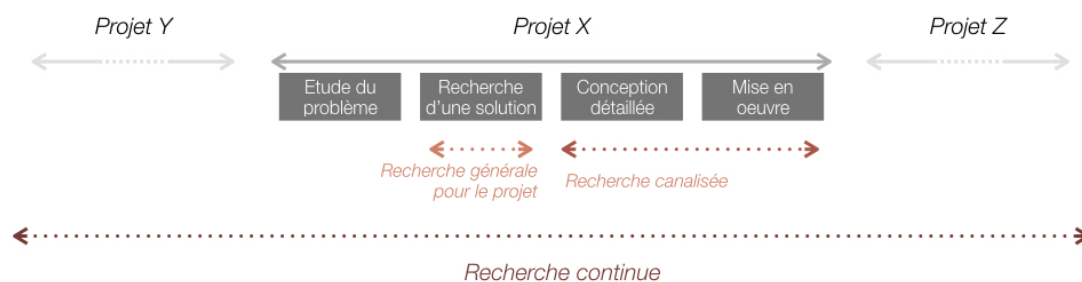 Projet Y
Projet X
Projet Z
Etude du
problème
Recherche
d'une solution
Conception
détaillée
Mise en
oeuvre
Recherche générale
pour le projet
Recherche canalisée
Recherche continue